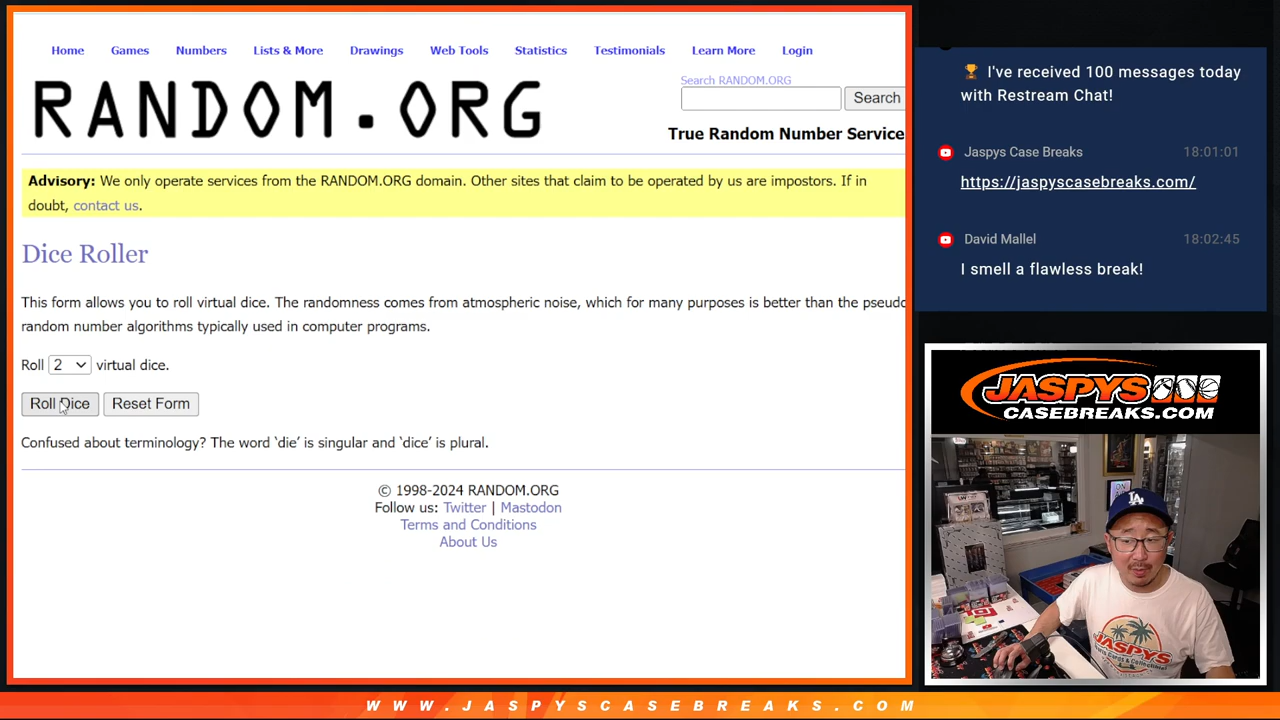 Home Games Numbers Lists & More Drawings Web Tools Statistics Testimonials Learn More Login
RANDOM.ORG
Search RANDOM.ORG
Search
True Random Number Service
Advisory: We only operate services from the RANDOM.ORG domain. Other sites that claim to be operated by us are impostors. If in
doubt, contact us.
Dice Roller
This form allows you to roll virtual dice. The randomness comes from atmospheric noise, which for many purposes is better than the pseudo
random number algorithms typically used in computer programs.
Roll 2 virtual dice.
Roll Dice Reset Form
Confused about terminology? The word ‘die’ is singular and ‘dice’ is plural.
© 1998-2024 RANDOM.ORG
Follow us: Twitter | Mastodon
Terms and Conditions
About Us
🏆 I've received 100 messages today
with Restream Chat!
Jaspys Case Breaks 18:01:01
https://jaspyscasebreaks.com/
David Mallel 18:02:45
I smell a flawless break!
JASPYS
CASEBREAKS.COM
LA
JASPYS
WWW.JASPYSCASEBREAKS.COM